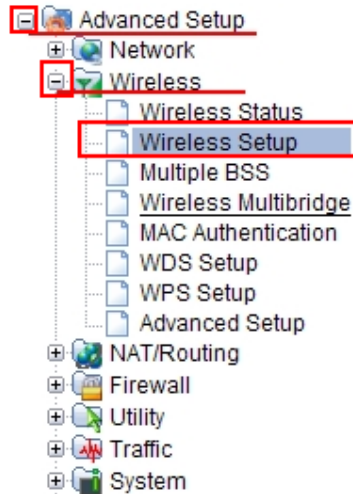 Advanced Setup
Network
Wireless
Wireless Status
Wireless Setup
Multiple BSS
Wireless Multibridge
MAC Authentication
WDS Setup
WPS Setup
Advanced Setup
NAT/Routing
Firewall
Utility
Traffic
System